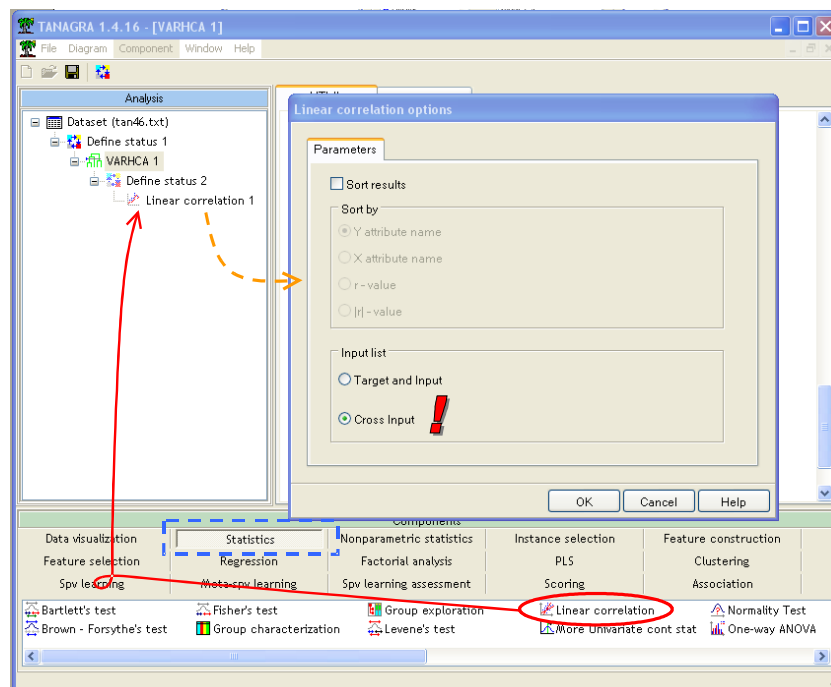 TANAGRA 1.4.16 - [VARHCA 1]
File Diagram Component Window Help
Analysis
Dataset (tan46.txt)
Define status 1
VARHCA 1
Define status 2
Linear correlation 1
Linear correlation options
Parameters
Sort results
Sort by
Y attribute name
X attribute name
r - value
|r| - value
Input list
Target and Input
Cross Input !
OK Cancel Help
Components
Data visualization Statistics Nonparametric statistics Instance selection Feature construction
Feature selection Regression Factorial analysis PLS Clustering
Spv learning Meta-spv learning Spv learning assessment Scoring Association
Bartlett's test Fisher's test Group exploration Linear correlation Normality Test
Brown - Forsythe's test Group characterization Levene's test More Univariate cont stat One-way ANOVA